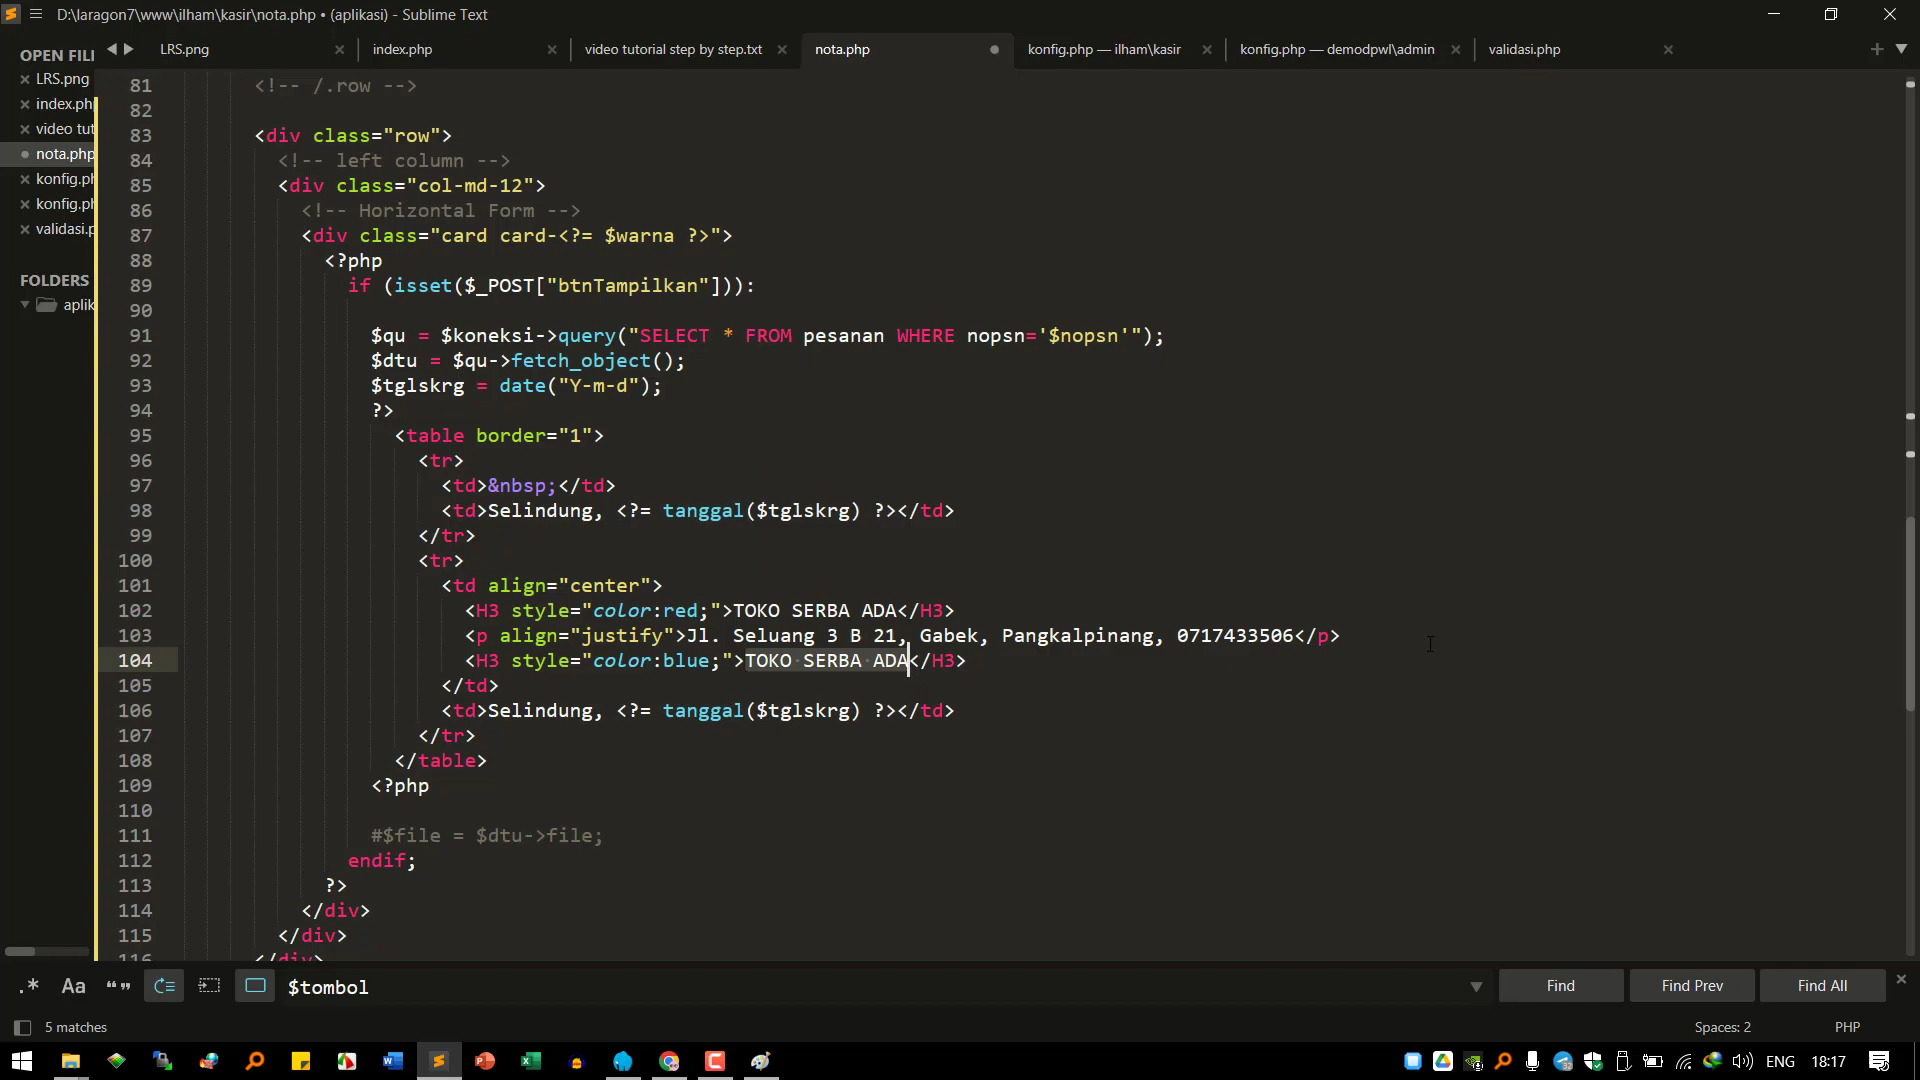 D:\laragon7\www\ilham\kasir\nota.php • (aplikasi) - Sublime Text
OPEN FIL
LRS.png
index.php
video tutorial step by step.txt
nota.php
konfig.php — ilham\kasir
konfig.php — demodpwl\admin
validasi.php
LRS.png
index.ph
video tut
nota.php
konfig.ph
konfig.ph
validasi.p
FOLDERS
aplik
81 <!-- /.row -->
82
83 <div class="row">
84 <!-- left column -->
85 <div class="col-md-12">
86 <!-- Horizontal Form -->
87 <div class="card card-<?= $warna ?>">
88 <?php
89 if (isset($_POST["btnTampilkan"])):
90
91 $qu = $koneksi->query("SELECT * FROM pesanan WHERE nopsn='$nopsn'");
92 $dtu = $qu->fetch_object();
93 $tglskrg = date("Y-m-d");
94 ?>
95 <table border="1">
96 <tr>
97 <td>&nbsp;</td>
98 <td>Selindung, <?= tanggal($tglskrg) ?></td>
99 </tr>
100 <tr>
101 <td align="center">
102 <H3 style="color:red;">TOKO SERBA ADA</H3>
103 <p align="justify">Jl. Seluang 3 B 21, Gabek, Pangkalpinang, 0717433506</p>
104 <H3 style="color:blue;">TOKO SERBA ADA</H3>
105 </td>
106 <td>Selindung, <?= tanggal($tglskrg) ?></td>
107 </tr>
108 </table>
109 <?php
110
111 #$file = $dtu->file;
112 endif;
113 ?>
114 </div>
115 </div>
116 </div>
.* Aa “” $tombol Find Find Prev Find All
5 matches Spaces: 2 PHP
ENG 18:17